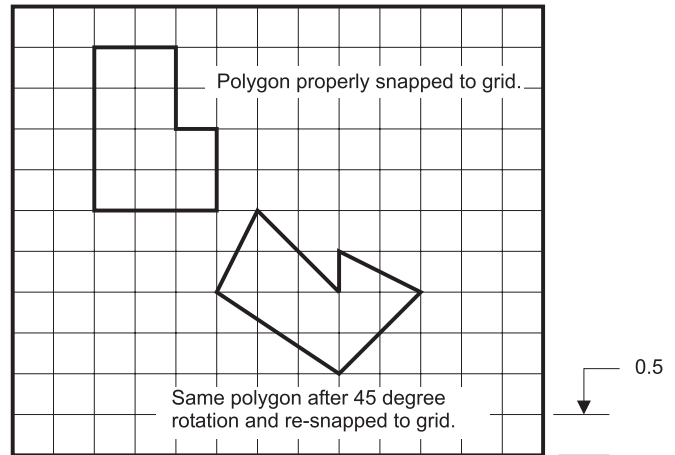 Polygon properly snapped to grid.
0.5
Same polygon after 45 degree
rotation and re-snapped to grid.